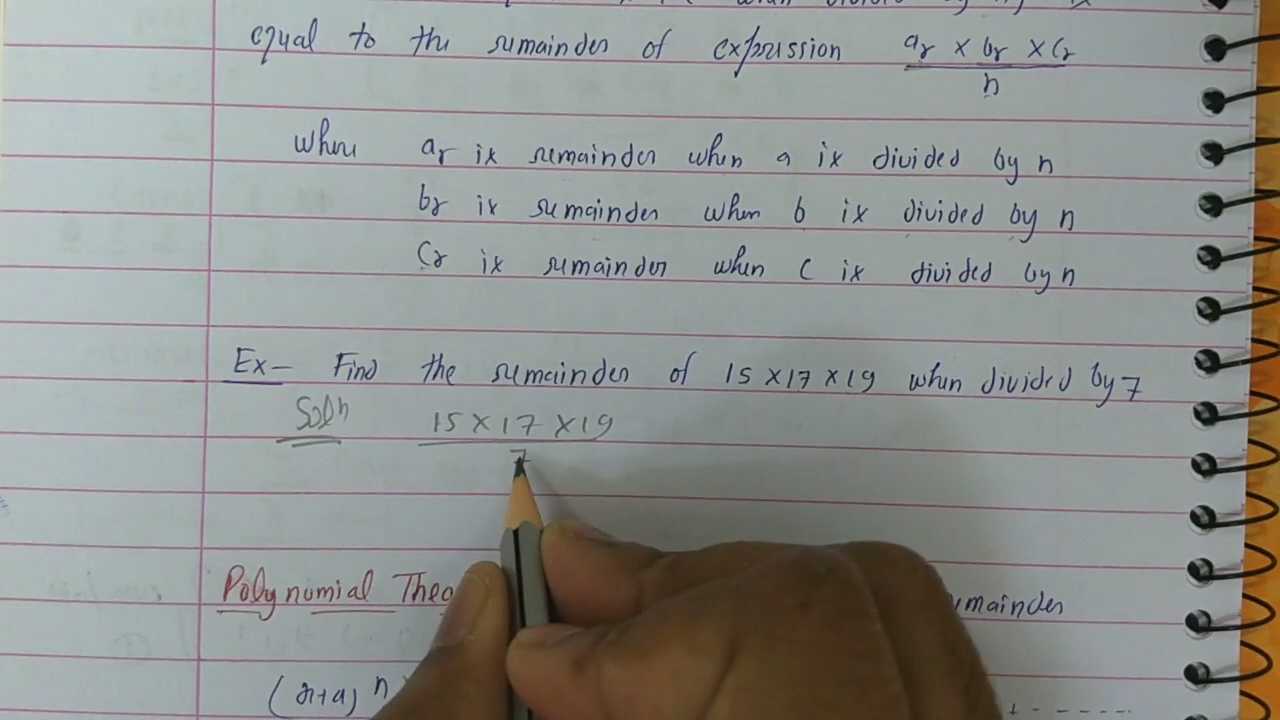 equal to the remainder of expression ar × br × cr
n
where ar is remainder when a is divided by n
br is remainder when b is divided by n
Cr is remainder when C is divided by n
Ex- Find the remainder of 15 × 17 × 19 when divided by 7
Soln 15 × 17 × 19
7
Polynomial Theo mainder
(x+a)n + - - - - -